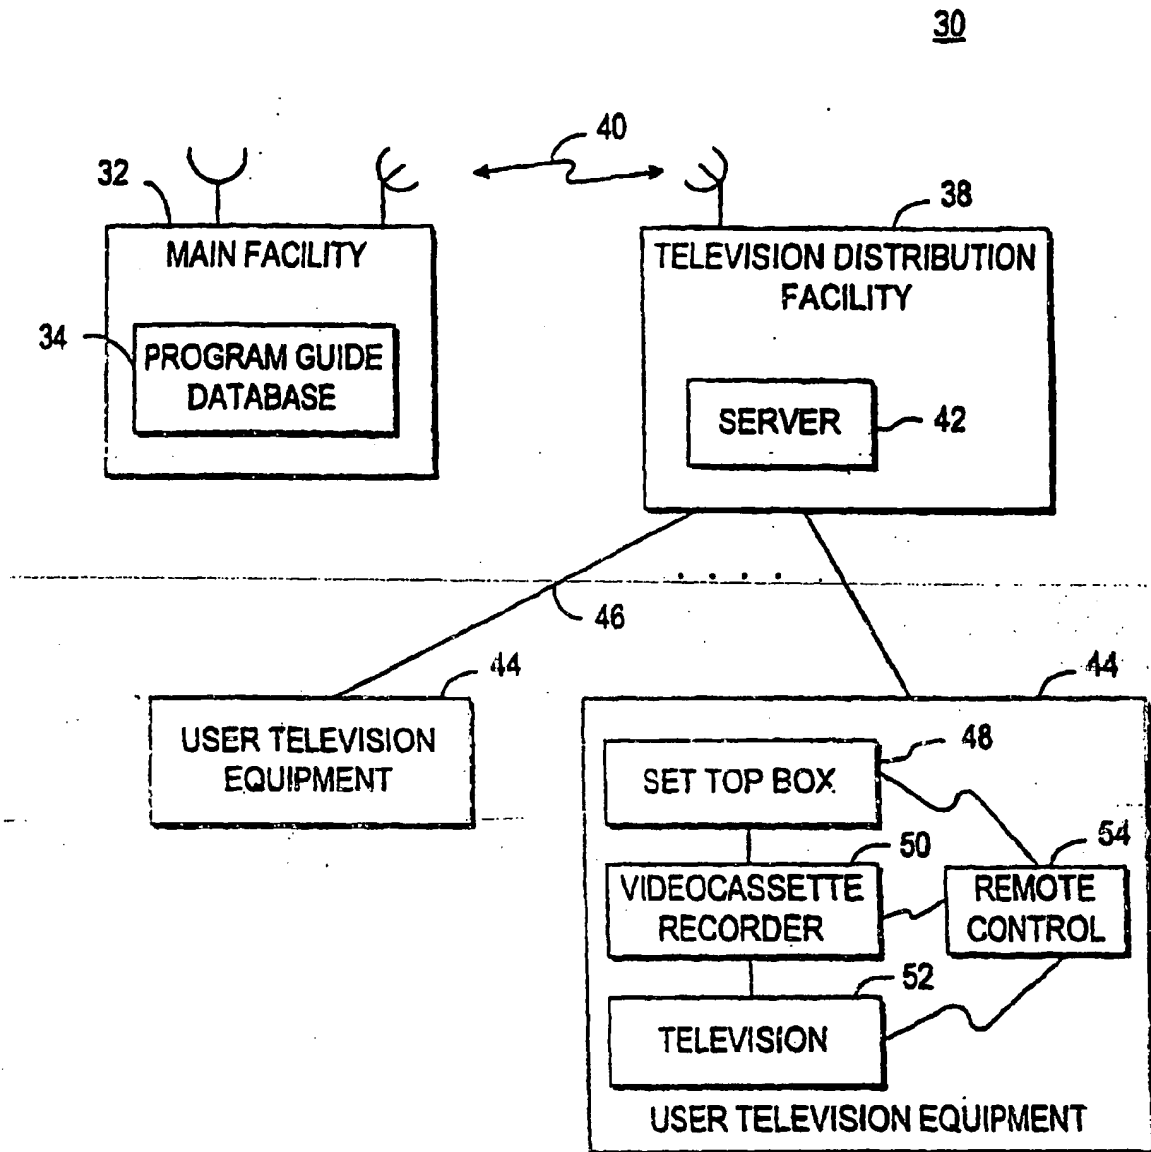 30
40
32
38
MAIN FACILITY
TELEVISION DISTRIBUTION
FACILITY
34
PROGRAM GUIDE
DATABASE
SERVER
42
46
44
44
USER TELEVISION
EQUIPMENT
48
SET TOP BOX
50
54
VIDEOCASSETTE
RECORDER
REMOTE
CONTROL
52
TELEVISION
USER TELEVISION EQUIPMENT